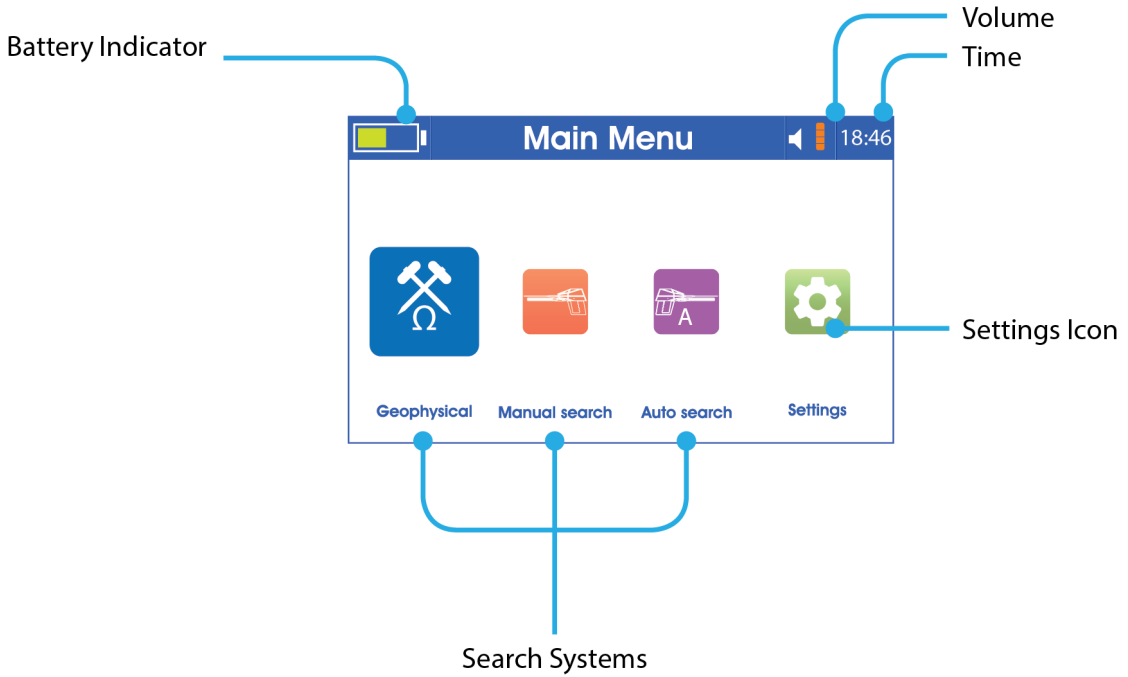 Volume
Battery Indicator
Time
Main Menu
18:46
Ω
A
Settings Icon
Geophysical
Manual search
Auto search
Settings
Search Systems